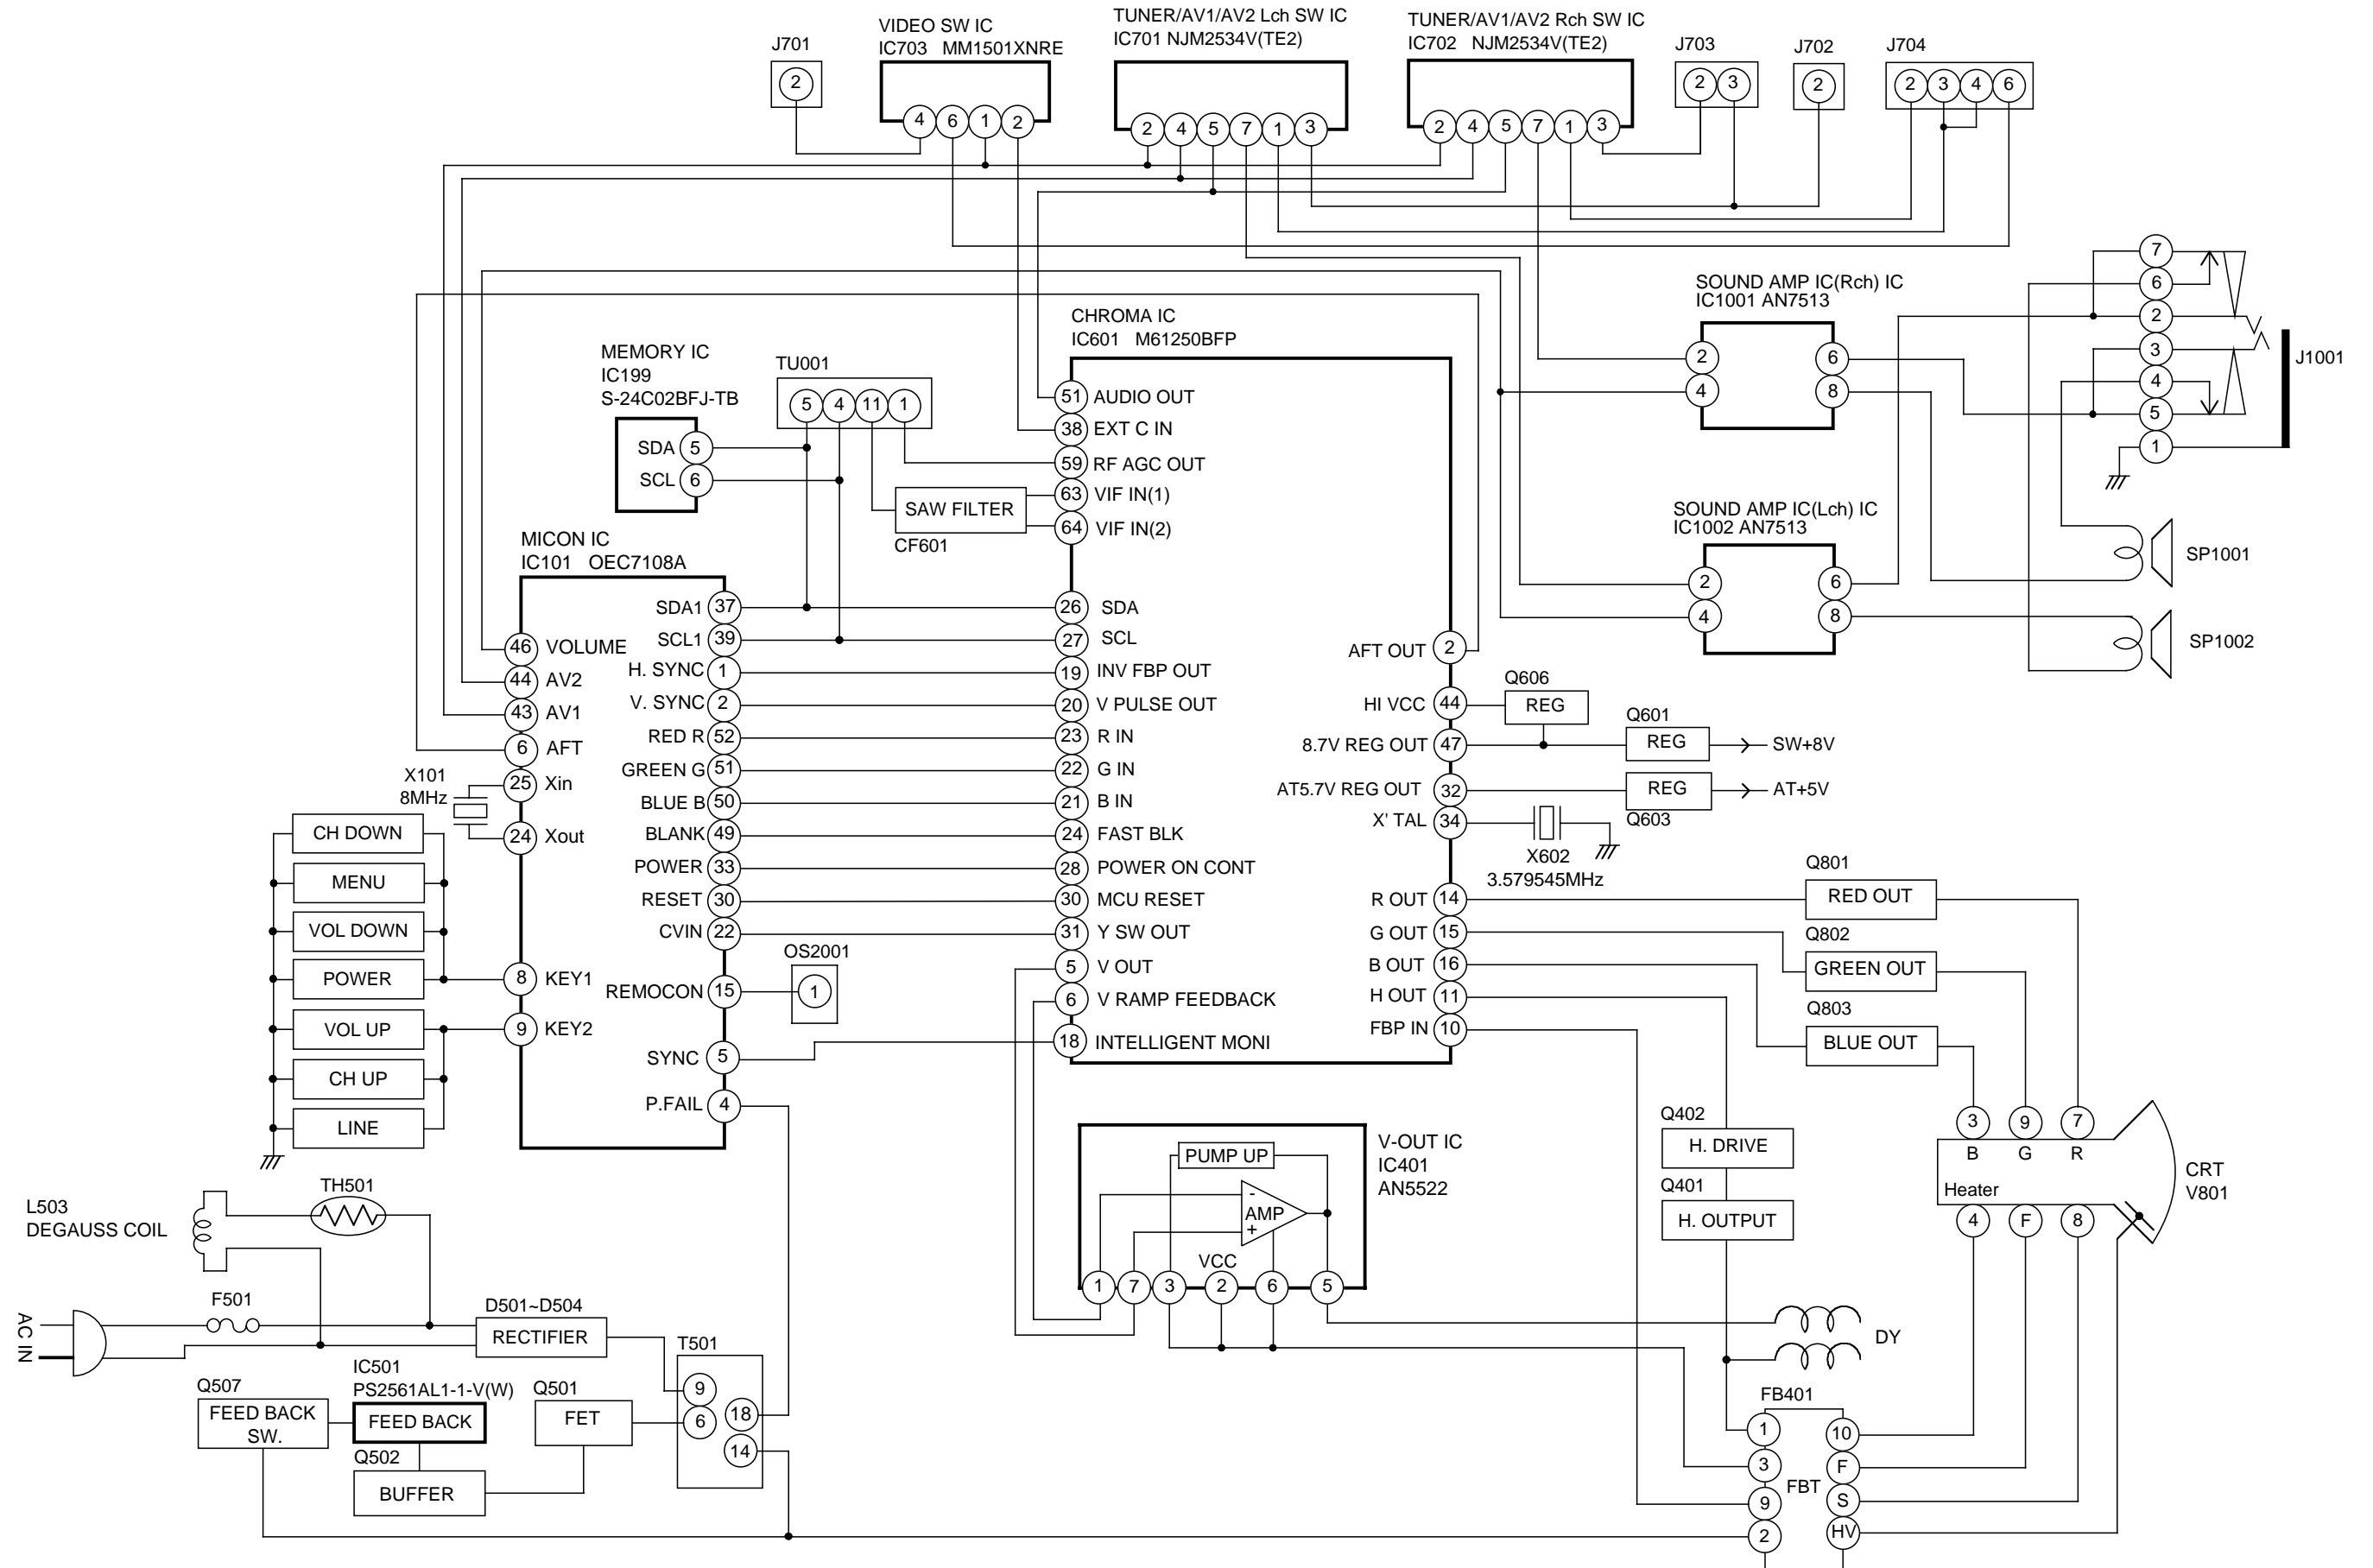 VIDEO SW IC
IC703 MM1501XNRE
TUNER/AV1/AV2 Lch SW IC
IC701 NJM2534V(TE2)
TUNER/AV1/AV2 Rch SW IC
IC702 NJM2534V(TE2)
J701
J703
J702
J704
2
2 3
2
2 3 4 6
4 6 1 2
2 4 5 7 1 3
2 4 5 7 1 3
SOUND AMP IC(Rch) IC
IC1001 AN7513
2
4
6
8
7
6
2
3
4
5
1
J1001
CHROMA IC
IC601 M61250BFP
MEMORY IC
IC199
S-24C02BFJ-TB
SDA 5
SCL 6
TU001
5 4 11 1
SAW FILTER
CF601
51 AUDIO OUT
38 EXT C IN
59 RF AGC OUT
63 VIF IN(1)
64 VIF IN(2)
26 SDA
27 SCL
19 INV FBP OUT
20 V PULSE OUT
23 R IN
22 G IN
21 B IN
24 FAST BLK
28 POWER ON CONT
30 MCU RESET
31 Y SW OUT
5 V OUT
6 V RAMP FEEDBACK
18 INTELLIGENT MONI
AFT OUT 2
HI VCC 44
8.7V REG OUT 47
AT5.7V REG OUT 32
X' TAL 34
R OUT 14
G OUT 15
B OUT 16
H OUT 11
FBP IN 10
SOUND AMP IC(Lch) IC
IC1002 AN7513
2
4
6
8
SP1001
SP1002
Q606
REG
Q601
REG
SW+8V
REG
AT+5V
Q603
X602
3.579545MHz
MICON IC
IC101 OEC7108A
SDA1 37
SCL1 39
H. SYNC 1
V. SYNC 2
RED R 52
GREEN G 51
BLUE B 50
BLANK 49
POWER 33
RESET 30
CVIN 22
REMOCON 15
SYNC 5
P.FAIL 4
46 VOLUME
44 AV2
43 AV1
6 AFT
25 Xin
24 Xout
8 KEY1
9 KEY2
X101
8MHz
OS2001
1
CH DOWN
MENU
VOL DOWN
POWER
VOL UP
CH UP
LINE
Q801
RED OUT
Q802
GREEN OUT
Q803
BLUE OUT
3 9 7
B G R
Heater
4 F 8
CRT
V801
Q402
H. DRIVE
Q401
H. OUTPUT
V-OUT IC
IC401
AN5522
PUMP UP
-
AMP
+
VCC
1 7 3 2 6 5
DY
L503
DEGAUSS COIL
TH501
F501
AC IN
D501~D504
RECTIFIER
T501
9
6
18
14
Q507
FEED BACK
SW.
IC501
PS2561AL1-1-V(W)
FEED BACK
Q501
FET
Q502
BUFFER
FB401
FBT
1
3
9
2
10
F
S
HV